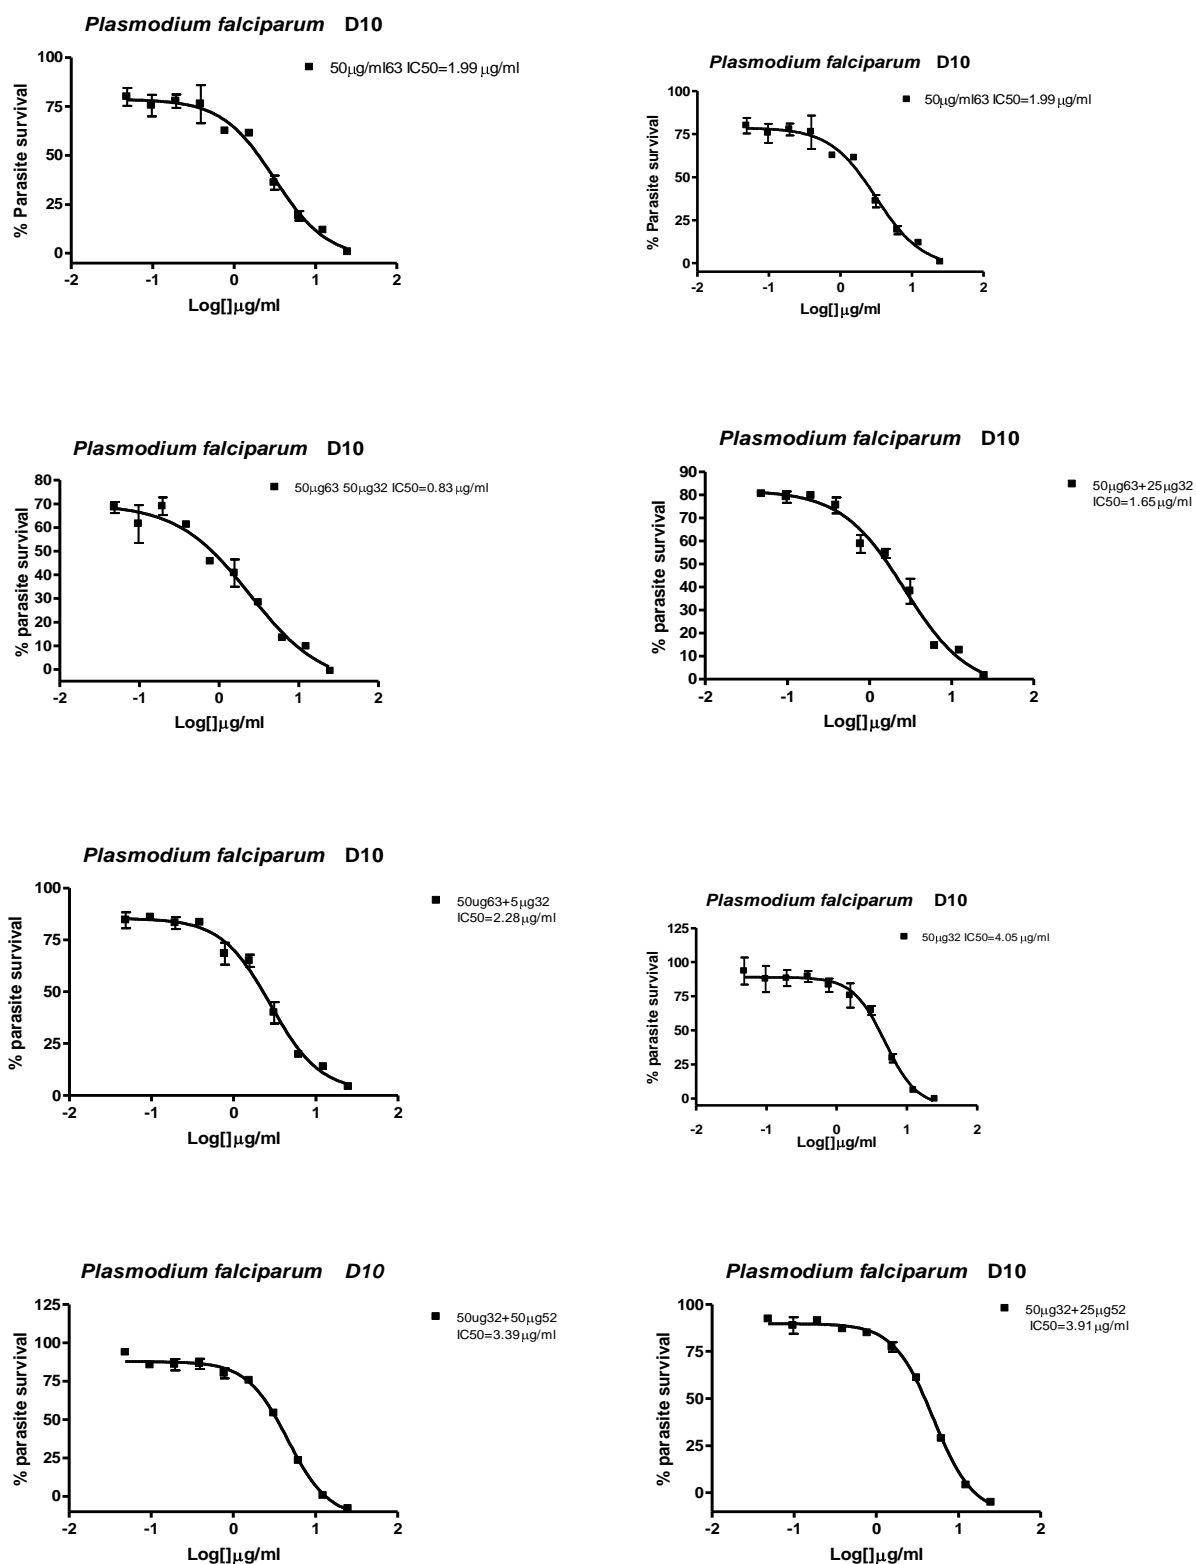 Plasmodium falciparum D10
50µg/ml63 IC50=1.99 µg/ml
100
75
50
25
0
% Parasite survival
-2 -1 0 1 2
Log[]µg/ml
Plasmodium falciparum D10
50µg/ml63 IC50=1.99 µg/ml
100
75
50
25
0
% Parasite survival
-2 -1 0 1 2
Log[]µg/ml
Plasmodium falciparum D10
50µg63 50µg32 IC50=0.83 µg/ml
80
70
60
50
40
30
20
10
0
% parasite survival
-2 -1 0 1 2
Log[]µg/ml
Plasmodium falciparum D10
50µg63+25µg32
IC50=1.65µg/ml
90
80
70
60
50
40
30
20
10
0
% parasite survival
-2 -1 0 1 2
Log[]µg/ml
Plasmodium falciparum D10
50ug63+5µg32
IC50=2.28µg/ml
100
75
50
25
0
% parasite survival
-2 -1 0 1 2
Log[]µg/ml
Plasmodium falciparum D10
50µg32 IC50=4.05 µg/ml
125
100
75
50
25
0
% parasite survival
-2 -1 0 1 2
Log[]µg/ml
Plasmodium falciparum D10
50ug32+50µg52
IC50=3.39µg/ml
125
100
75
50
25
0
% parasite survival
-2 -1 0 1 2
Log[]µg/ml
Plasmodium falciparum D10
50µg32+25µg52
IC50=3.91µg/ml
100
75
50
25
0
% parasite survival
-2 -1 0 1 2
Log[]µg/ml